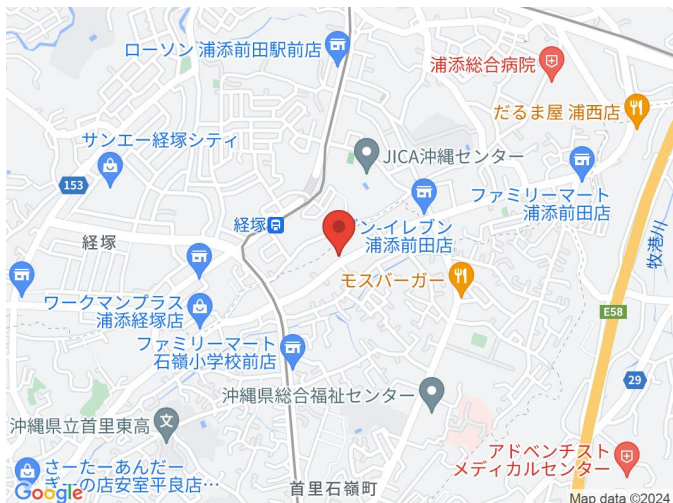 ローソン 浦添前田駅前店
浦添総合病院
だるま屋 浦西店
サンエー経塚シティ
JICA沖縄センター
153
ファミリーマート
浦添前田店
経塚
ブン-イレブン
浦添前田店
経塚
モスバーガー
牧港川
ワークマンプラス
浦添経塚店
E58
ファミリーマート
石嶺小学校前店
29
沖縄県総合福祉センター
沖縄県立首里東高
文
アドベンチスト
メディカルセンター
さーたーあんだー
ぎーの店安室平良店…
首里石嶺町
Google
Map data ©2024